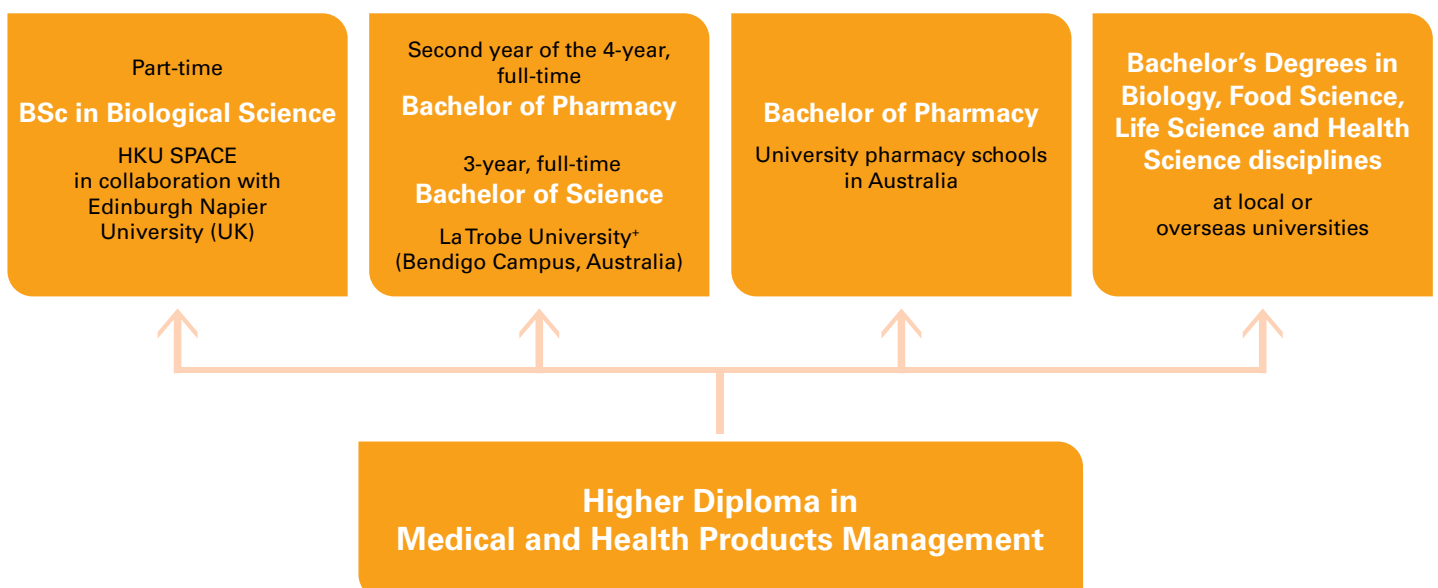 Part-time
BSc in Biological Science
HKU SPACE
in collaboration with
Edinburgh Napier
University (UK)
Second year of the 4-year,
full-time
Bachelor of Pharmacy
3-year, full-time
Bachelor of Science
La Trobe University⁺
(Bendigo Campus, Australia)
Bachelor of Pharmacy
University pharmacy schools
in Australia
Bachelor’s Degrees in
Biology, Food Science,
Life Science and Health
Science disciplines
at local or
overseas universities
Higher Diploma in
Medical and Health Products Management